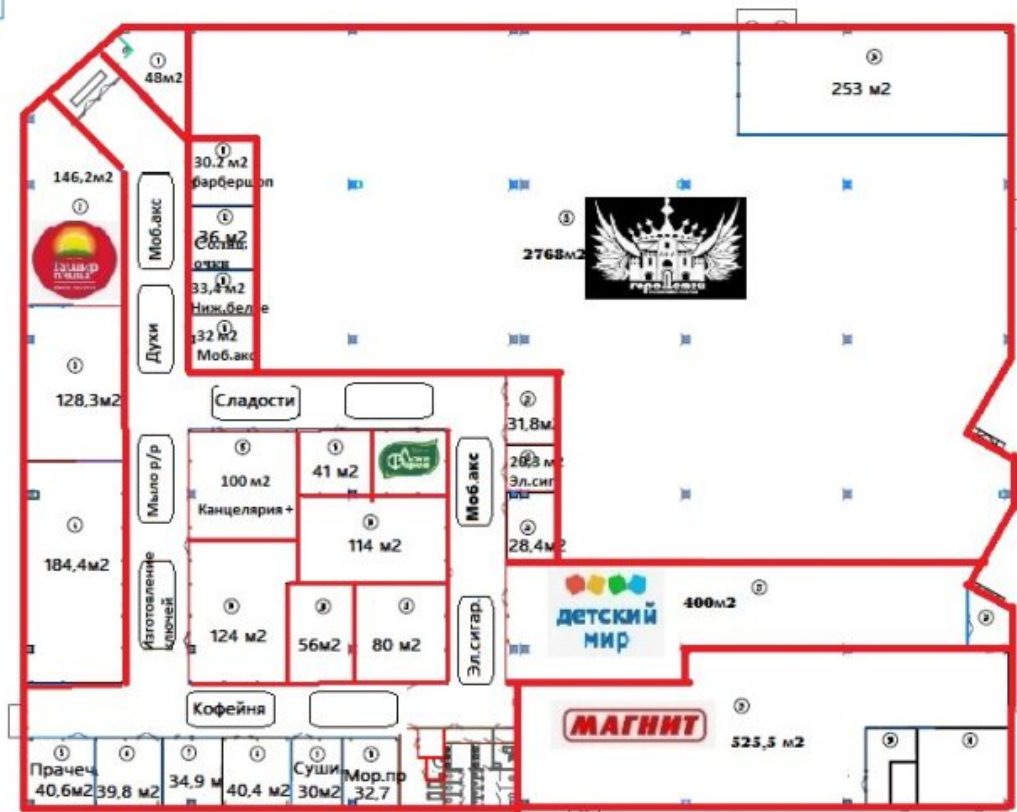 48м2
253 м2
30.2 м2
барбершоп
146,2м2
Моб.акс
36 м2
Солнц.
очки
2768м2
ташир
пицца
33,4 м2
Ниж.белье
32 м2
Моб.акс
Духи
128,3м2
Сладости
31,8м2
41 м2
Мыло р/р
100 м2
Канцелярия +
Моб.акс
Эл.сиг
28,4м2
114 м2
184,4м2
Изготовление
ключей
детский
мир
400м2
124 м2
56м2
80 м2
Эл.сигар.
Кофейня
МАГНИТ
525,5 м2
Прачеч.
40,6м2
39,8 м2
34,9 м
40,4 м2
Суши
30м2
Мор.пр
32,7